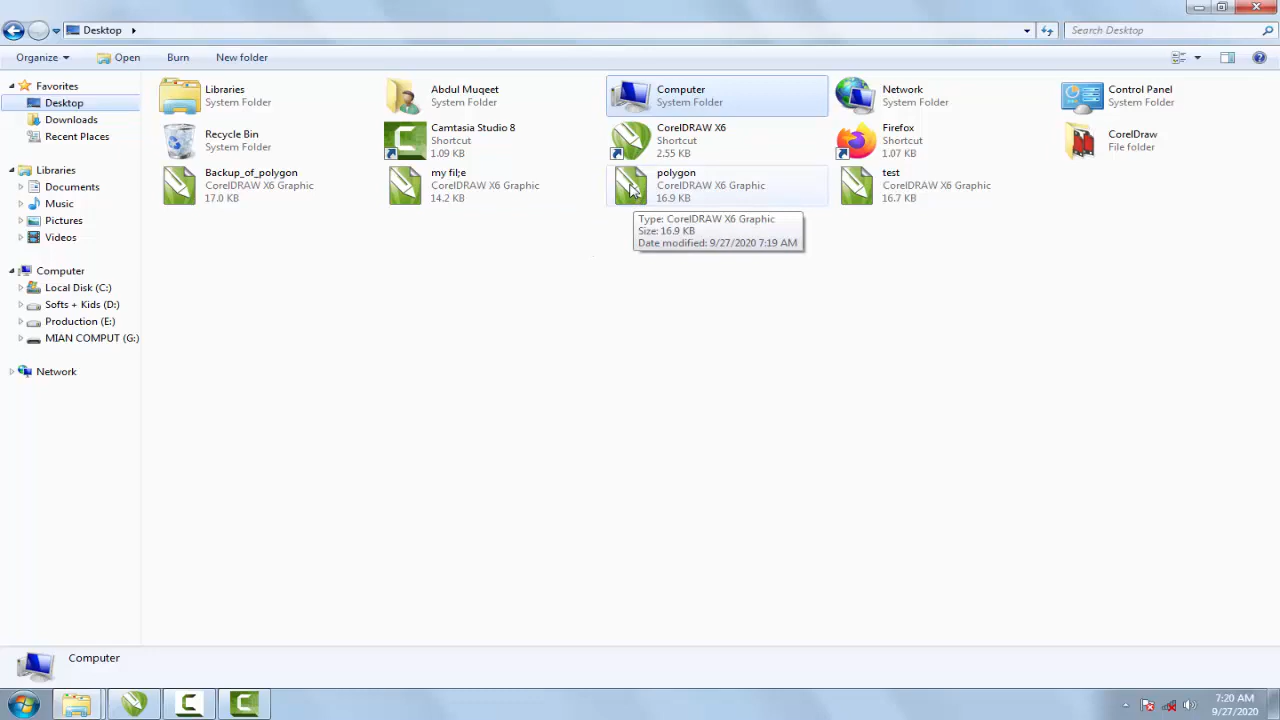 Desktop
Search Desktop
Organize
Open
Burn
New folder
Favorites
Desktop
Downloads
Recent Places
Libraries
Documents
Music
Pictures
Videos
Computer
Local Disk (C:)
Softs + Kids (D:)
Production (E:)
MIAN COMPUT (G:)
Network
Libraries
System Folder
Abdul Muqeet
System Folder
Computer
System Folder
Network
System Folder
Control Panel
System Folder
Recycle Bin
System Folder
Camtasia Studio 8
Shortcut
1.09 KB
CorelDRAW X6
Shortcut
2.55 KB
Firefox
Shortcut
1.07 KB
CorelDraw
File folder
Backup_of_polygon
CorelDRAW X6 Graphic
17.0 KB
my fil;e
CorelDRAW X6 Graphic
14.2 KB
polygon
CorelDRAW X6 Graphic
16.9 KB
test
CorelDRAW X6 Graphic
16.7 KB
Type: CorelDRAW X6 Graphic
Size: 16.9 KB
Date modified: 9/27/2020 7:19 AM
Computer
7:20 AM
9/27/2020